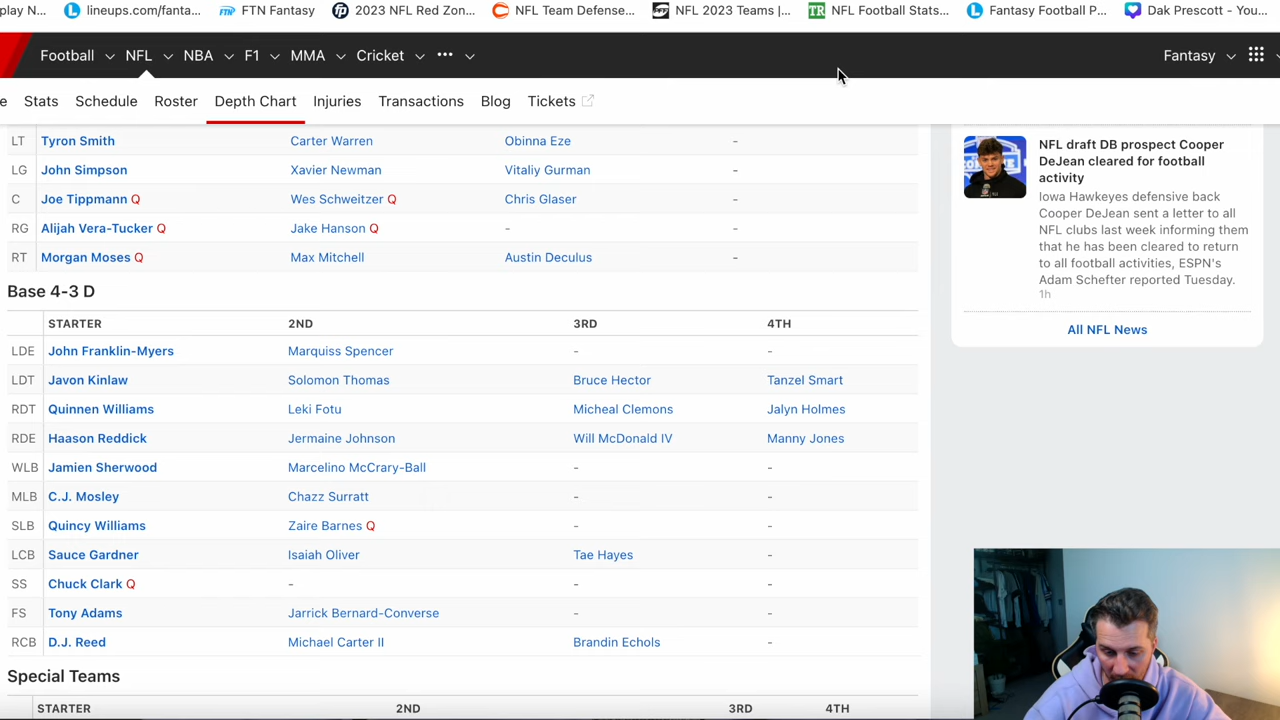 play N... lineups.com/fanta... FTN Fantasy 2023 NFL Red Zon... NFL Team Defense... NFL 2023 Teams |... TR NFL Football Stats... Fantasy Football P... Dak Prescott - You...
Football NFL NBA F1 MMA Cricket ••• Fantasy
e Stats Schedule Roster Depth Chart Injuries Transactions Blog Tickets
LT Tyron Smith Carter Warren Obinna Eze -
LG John Simpson Xavier Newman Vitaliy Gurman -
C Joe Tippmann Q Wes Schweitzer Q Chris Glaser -
RG Alijah Vera-Tucker Q Jake Hanson Q - -
RT Morgan Moses Q Max Mitchell Austin Deculus -
Base 4-3 D
STARTER 2ND 3RD 4TH
LDE John Franklin-Myers Marquiss Spencer - -
LDT Javon Kinlaw Solomon Thomas Bruce Hector Tanzel Smart
RDT Quinnen Williams Leki Fotu Micheal Clemons Jalyn Holmes
RDE Haason Reddick Jermaine Johnson Will McDonald IV Manny Jones
WLB Jamien Sherwood Marcelino McCrary-Ball - -
MLB C.J. Mosley Chazz Surratt - -
SLB Quincy Williams Zaire Barnes Q - -
LCB Sauce Gardner Isaiah Oliver Tae Hayes -
SS Chuck Clark Q - - -
FS Tony Adams Jarrick Bernard-Converse - -
RCB D.J. Reed Michael Carter II Brandin Echols -
Special Teams
STARTER 2ND 3RD 4TH
NFL draft DB prospect Cooper
DeJean cleared for football
activity
Iowa Hawkeyes defensive back
Cooper DeJean sent a letter to all
NFL clubs last week informing them
that he has been cleared to return
to all football activities, ESPN's
Adam Schefter reported Tuesday.
1h
All NFL News